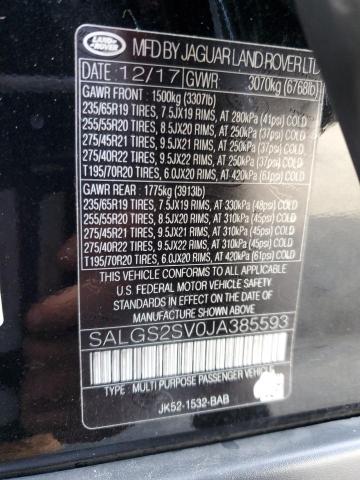 LAND
ROVER
MFD BY JAGUAR LAND ROVER LTD
DATE: 12/17 GVWR: 3070kg (6768lb)
GAWR FRONT : 1500kg (3307lb)
235/65R19 TIRES, 7.5JX19 RIMS, AT 280kPa (41psi) COLD
255/55R20 TIRES, 8.5JX20 RIMS, AT 250kPa (37psi) COLD
275/45R21 TIRES, 9.5JX21 RIMS, AT 250kPa (37psi) COLD
275/40R22 TIRES, 9.5JX22 RIMS, AT 250kPa (37psi) COLD
T195/70R20 TIRES, 6.0JX20 RIMS, AT 420kPa (61psi) COLD
GAWR REAR : 1775kg (3913lb)
235/65R19 TIRES, 7.5JX19 RIMS, AT 330kPa (48psi) COLD
255/55R20 TIRES, 8.5JX20 RIMS, AT 310kPa (45psi) COLD
275/45R21 TIRES, 9.5JX21 RIMS, AT 310kPa (45psi) COLD
275/40R22 TIRES, 9.5JX22 RIMS, AT 310kPa (45psi) COLD
T195/70R20 TIRES, 6.0JX20 RIMS, AT 420kPa (61psi) COLD
THIS VEHICLE CONFORMS TO ALL APPLICABLE
U.S. FEDERAL MOTOR VEHICLE SAFETY
STANDARDS IN EFFECT ON THE DATE OF
MANUFACTURE SHOWN ABOVE
SALGS2SV0JA385593
TYPE: MULTI PURPOSE PASSENGER VEHICLE
JK52-1532-BAB